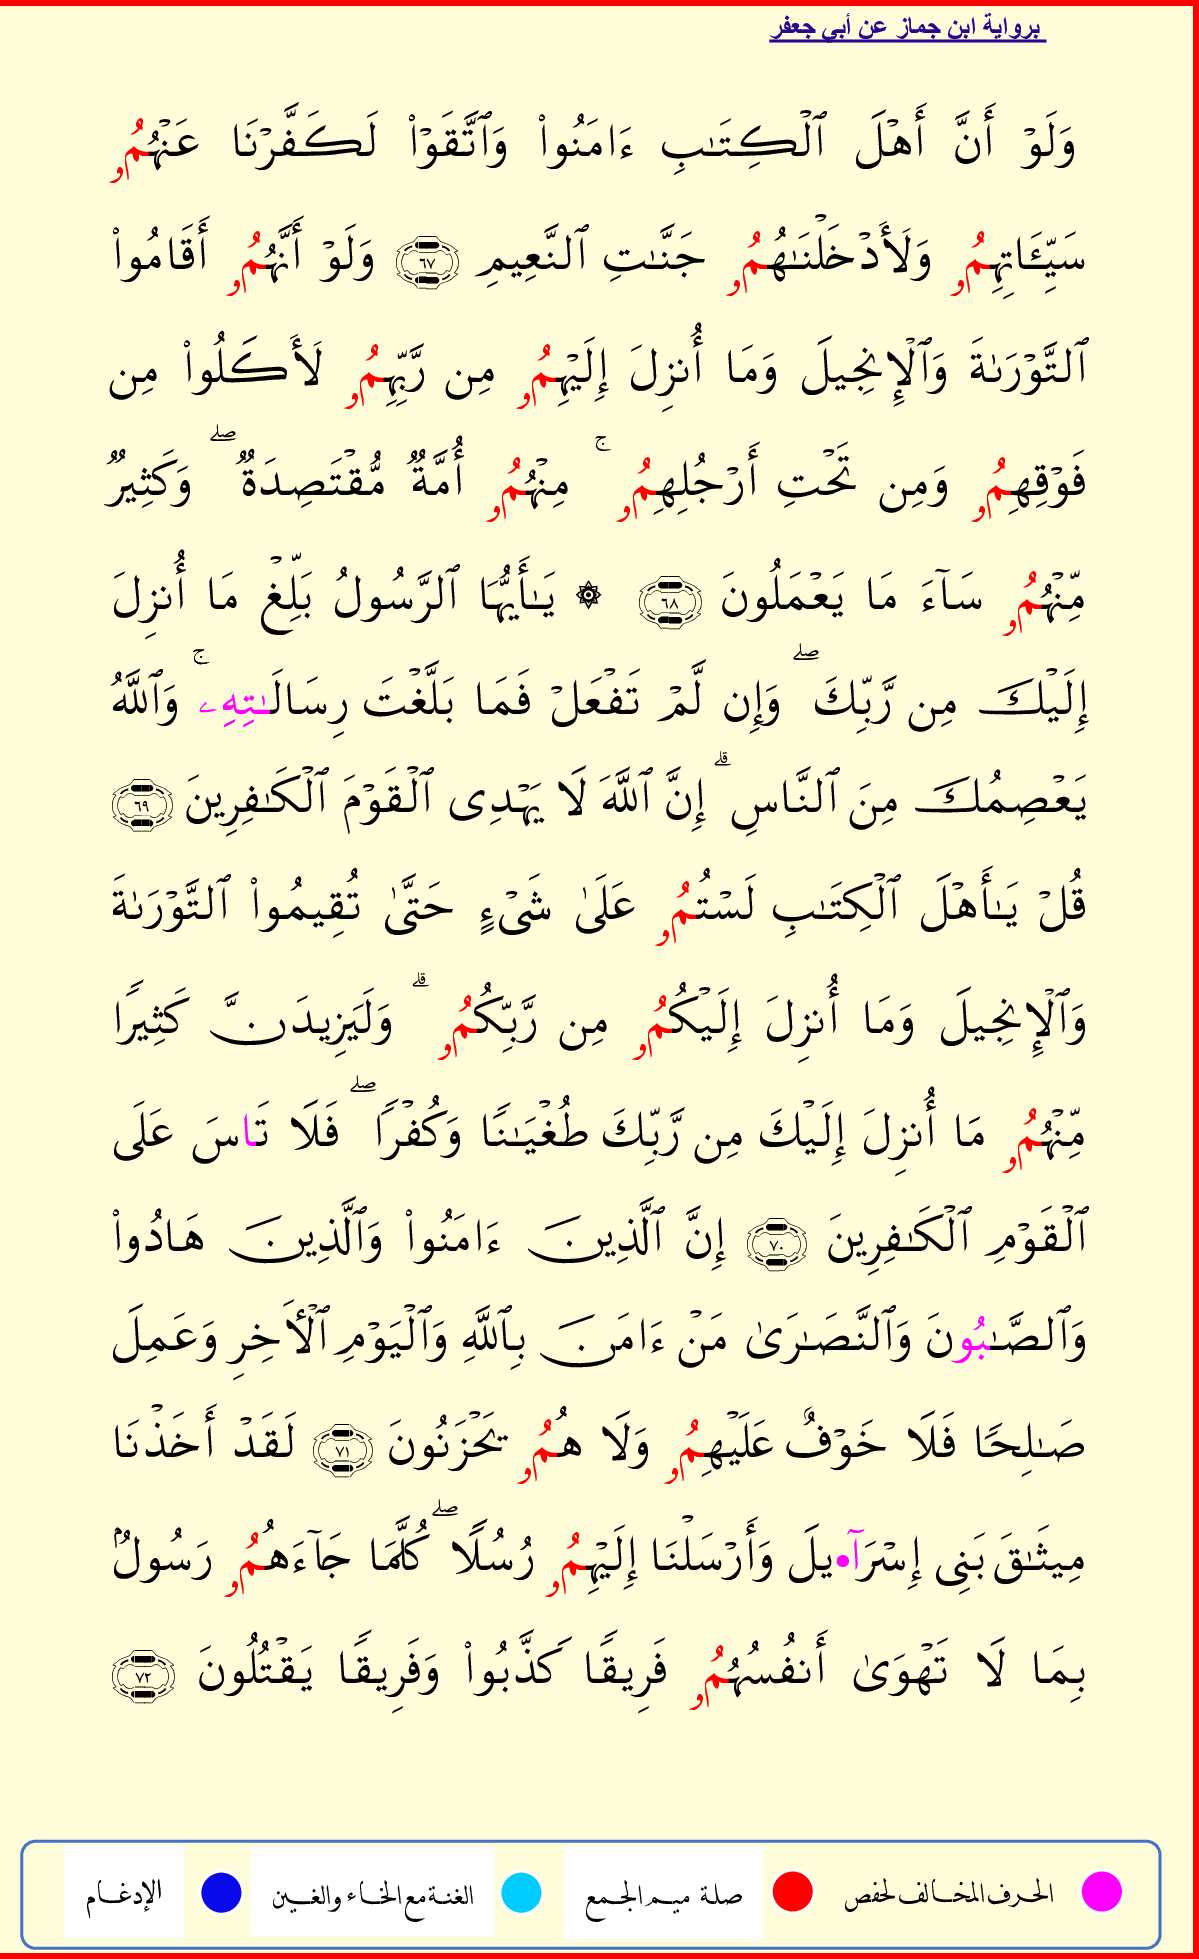 برواية ابن جماز عن أبي جعفر
وَلَوۡ أَنَّ أَهۡلَ ٱلۡكِتَٰبِ ءَامَنُواْ وَٱتَّقَوۡاْ لَكَفَّرۡنَا عَنۡهُمُۥ
سَيِّـَٔاتِهِمُۥ وَلَأَدۡخَلۡنَٰهُمُۥ جَنَّٰتِ ٱلنَّعِيمِ ٦٧ وَلَوۡ أَنَّهُمُۥ أَقَامُواْ
ٱلتَّوۡرَىٰةَ وَٱلۡإِنجِيلَ وَمَا أُنزِلَ إِلَيۡهِمُۥ مِن رَّبِّهِمُۥ لَأَكَلُواْ مِن
فَوۡقِهِمُۥ وَمِن تَحۡتِ أَرۡجُلِهِمُۥ ۚ مِنۡهُمُۥ أُمَّةٞ مُّقۡتَصِدَةٞ ۖ وَكَثِيرٞ
مِّنۡهُمُۥ سَآءَ مَا يَعۡمَلُونَ ٦٨ ۞ يَٰأَيُّهَا ٱلرَّسُولُ بَلِّغۡ مَا أُنزِلَ
إِلَيۡكَ مِن رَّبِّكَ ۖ وَإِن لَّمۡ تَفۡعَلۡ فَمَا بَلَّغۡتَ رِسَالَٰتِهِۦ ۚ وَٱللَّهُ
يَعۡصِمُكَ مِنَ ٱلنَّاسِ ۗ إِنَّ ٱللَّهَ لَا يَهۡدِي ٱلۡقَوۡمَ ٱلۡكَٰفِرِينَ ٦٩
قُلۡ يَٰأَهۡلَ ٱلۡكِتَٰبِ لَسۡتُمُۥ عَلَىٰ شَيۡءٍ حَتَّىٰ تُقِيمُواْ ٱلتَّوۡرَىٰةَ
وَٱلۡإِنجِيلَ وَمَا أُنزِلَ إِلَيۡكُمُۥ مِن رَّبِّكُمُۥ ۗ وَلَيَزِيدَنَّ كَثِيرٗا
مِّنۡهُمُۥ مَا أُنزِلَ إِلَيۡكَ مِن رَّبِّكَ طُغۡيَٰنٗا وَكُفۡرٗا ۖ فَلَا تَاسَ عَلَى
ٱلۡقَوۡمِ ٱلۡكَٰفِرِينَ ٧٠ إِنَّ ٱلَّذِينَ ءَامَنُواْ وَٱلَّذِينَ هَادُواْ
وَٱلصَّٰبُونَ وَٱلنَّصَٰرَىٰ مَنۡ ءَامَنَ بِٱللَّهِ وَٱلۡيَوۡمِ ٱلۡأٓخِرِ وَعَمِلَ
صَٰلِحٗا فَلَا خَوۡفٌ عَلَيۡهِمُۥ وَلَا هُمُۥ يَحۡزَنُونَ ٧١ لَقَدۡ أَخَذۡنَا
مِيثَٰقَ بَنِي إِسۡرَآ•يلَ وَأَرۡسَلۡنَا إِلَيۡهِمُۥ رُسُلٗا ۖ كُلَّمَا جَآءَهُمُۥ رَسُولُۢ
بِمَا لَا تَهۡوَىٰ أَنفُسُهُمُۥ فَرِيقٗا كَذَّبُواْ وَفَرِيقٗا يَقۡتُلُونَ ٧٢
الحرف المخالف لحفص صلة ميم الجمع الغنة مع الخاء والغين الإدغام